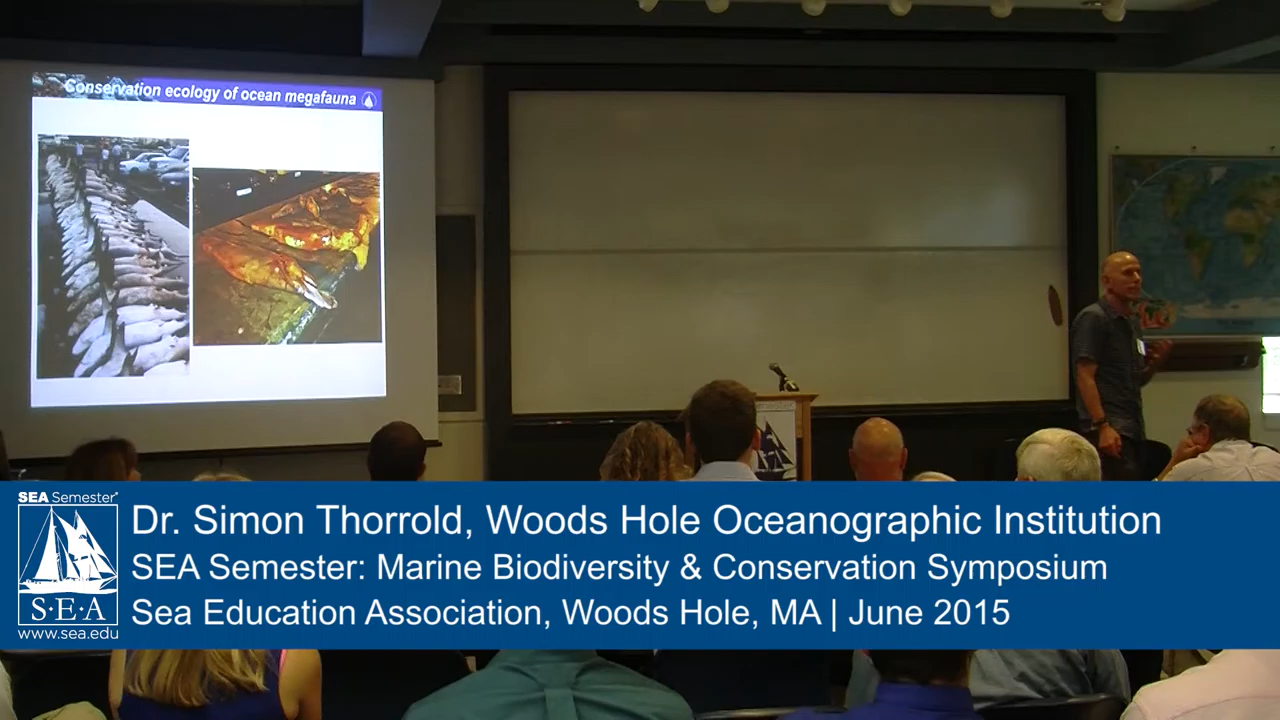 Conservation ecology of ocean megafauna
SEA Semester®
Dr. Simon Thorrold, Woods Hole Oceanographic Institution
SEA Semester: Marine Biodiversity & Conservation Symposium
Sea Education Association, Woods Hole, MA | June 2015
S·E·A
www.sea.edu